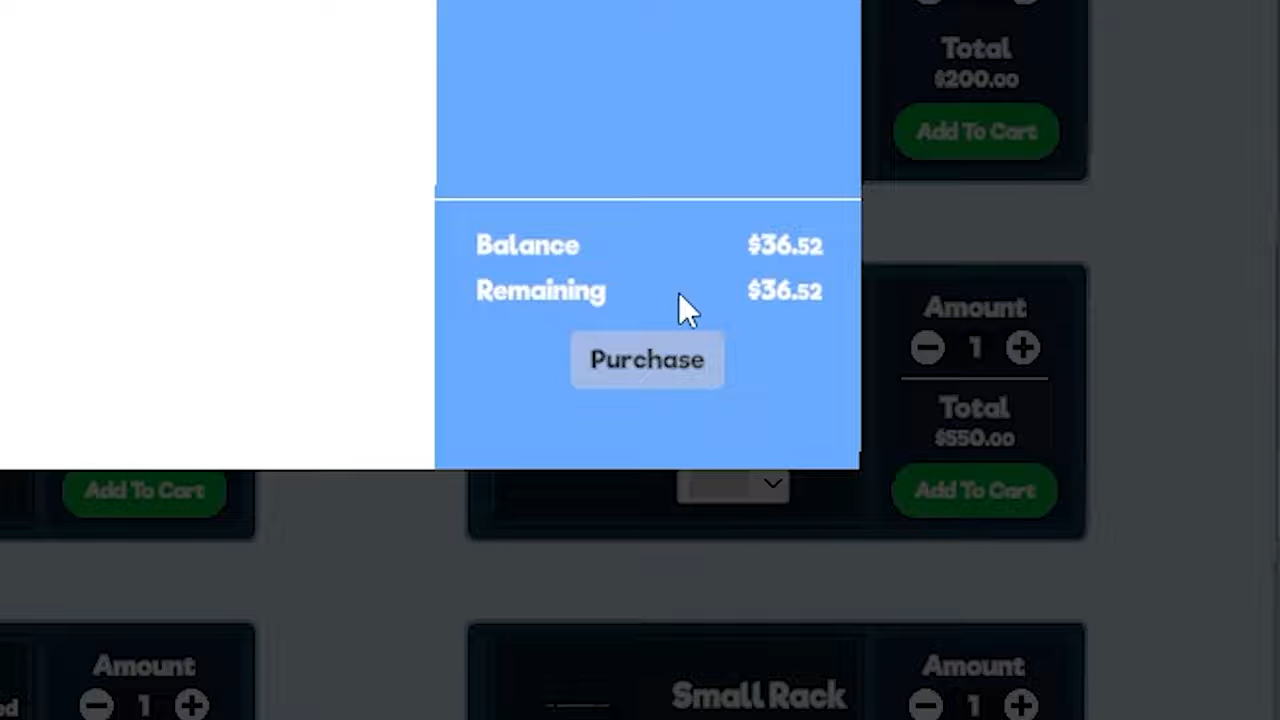 Total
$200.00
Add To Cart
Balance $36.52
Remaining $36.52
Purchase
Amount
1
Total
$550.00
Add To Cart
Add To Cart
Amount
1
Small Rack
Amount
1